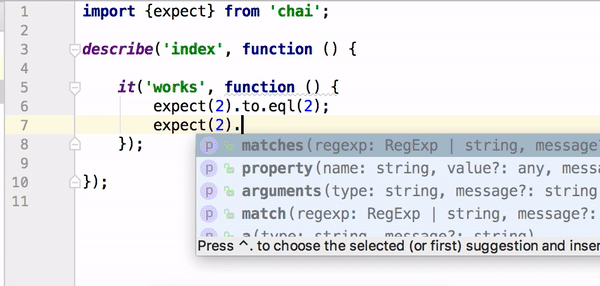 1 import {expect} from 'chai';
2
3 describe('index', function () {
4
5 it('works', function () {
6 expect(2).to.eql(2);
7 expect(2).
8 });
9
10 });
11
p matches(regexp: RegExp | string, message?
p property(name: string, value?: any, mess
p arguments(type: string, message?: string
p match(regexp: RegExp | string, message?:
p a(type: string, message?: string)
Press ^. to choose the selected (or first) suggestion and inser